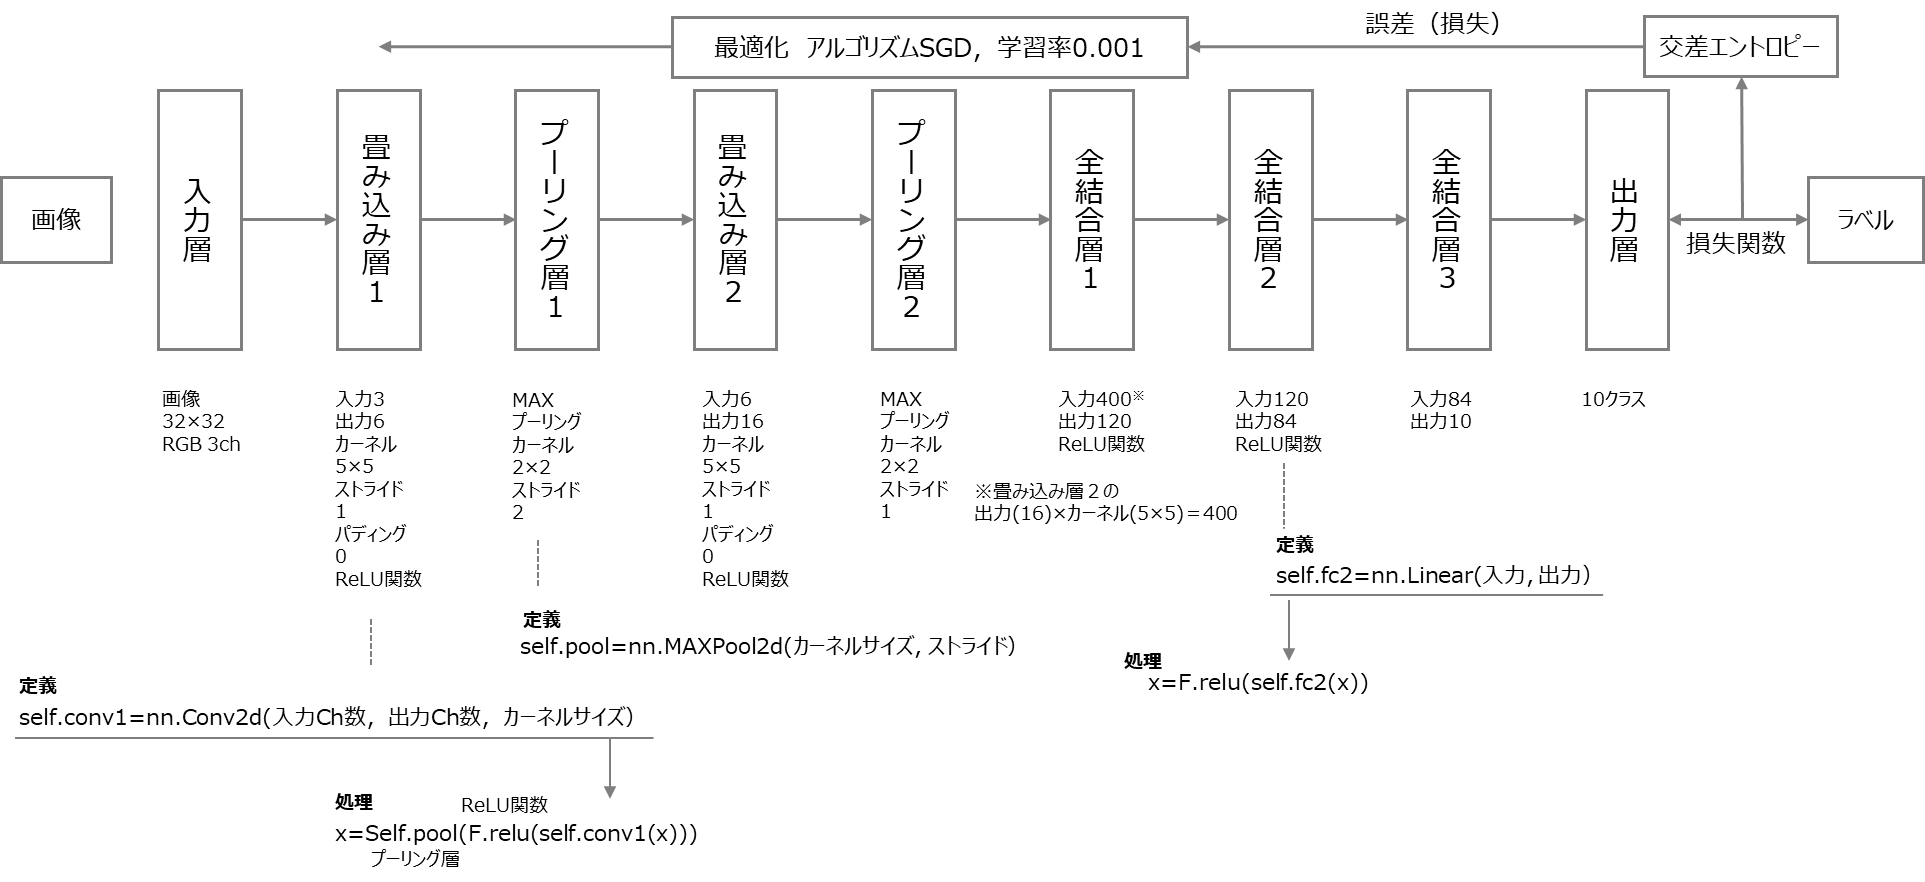 誤差（損失）
最適化 アルゴリズムSGD, 学習率0.001
交差エントロピー
画像
入力層
畳み込み層1
プーリング層1
畳み込み層2
プーリング層2
全結合層1
全結合層2
全結合層3
出力層
損失関数
ラベル
画像
32×32
RGB 3ch
入力3
出力6
カーネル
5×5
ストライド
1
パディング
0
ReLU関数
MAX
プーリング
カーネル
2×2
ストライド
2
入力6
出力16
カーネル
5×5
ストライド
1
パディング
0
ReLU関数
MAX
プーリング
カーネル
2×2
ストライド
1
入力400※
出力120
ReLU関数
※畳み込み層２の
出力(16)×カーネル(5×5)＝400
入力120
出力84
ReLU関数
入力84
出力10
10クラス
定義
self.fc2=nn.Linear(入力,出力)
処理
x=F.relu(self.fc2(x))
定義
self.pool=nn.MAXPool2d(カーネルサイズ,ストライド)
定義
self.conv1=nn.Conv2d(入力Ch数, 出力Ch数, カーネルサイズ)
処理
ReLU関数
x=Self.pool(F.relu(self.conv1(x)))
プーリング層